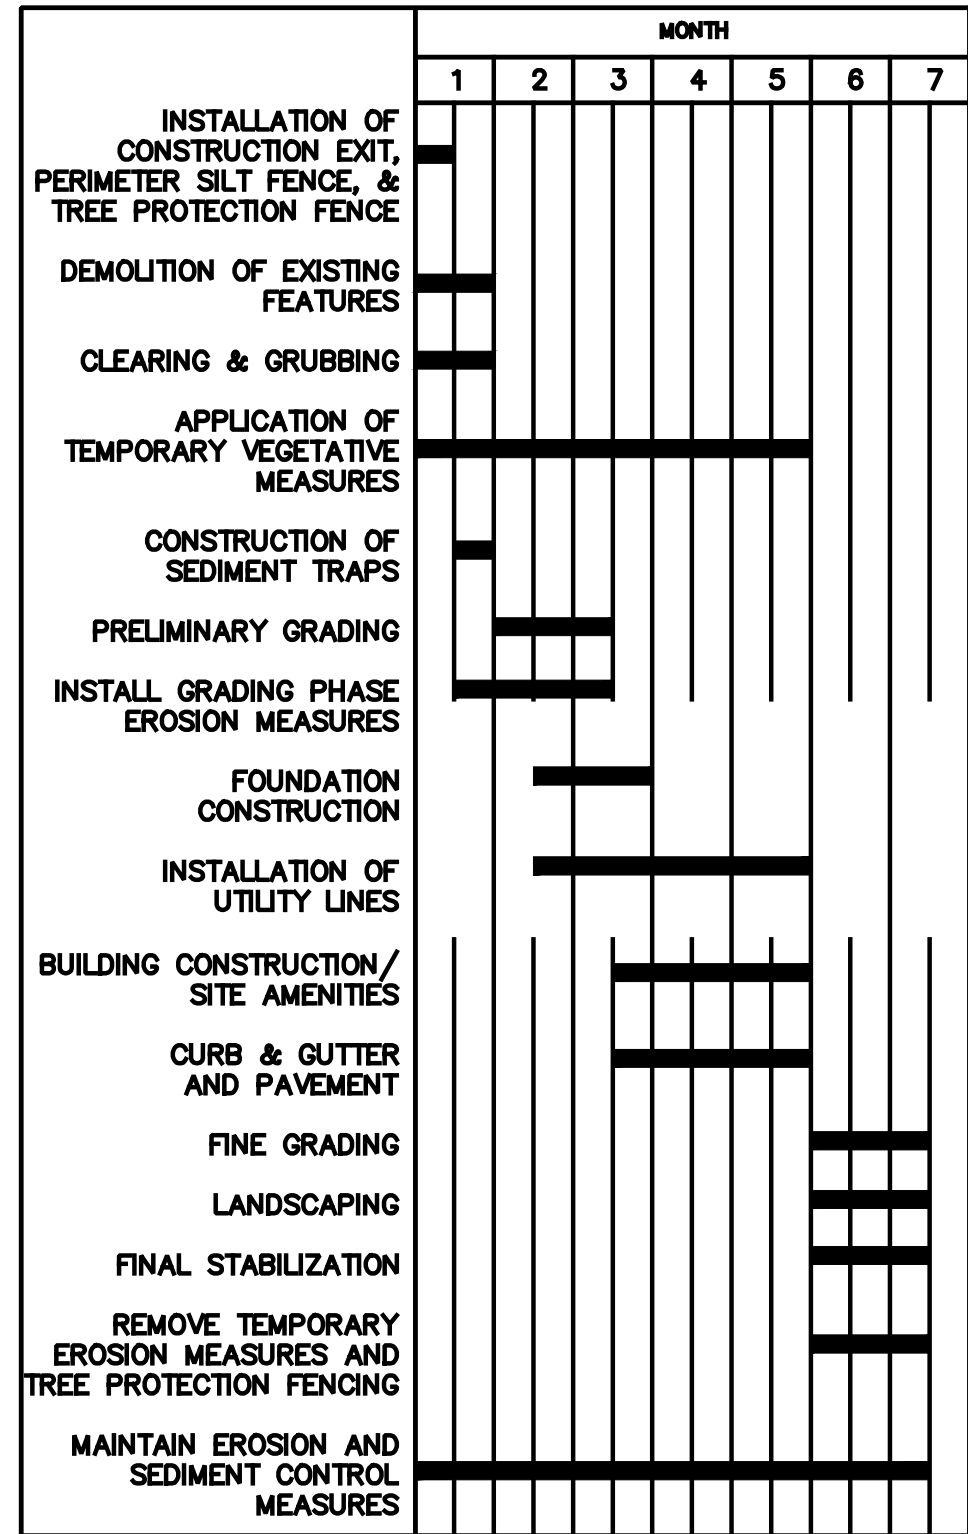 MONTH
1 2 3 4 5 6 7
INSTALLATION OF
CONSTRUCTION EXIT,
PERIMETER SILT FENCE, &
TREE PROTECTION FENCE
DEMOLITION OF EXISTING
FEATURES
CLEARING & GRUBBING
APPLICATION OF
TEMPORARY VEGETATIVE
MEASURES
CONSTRUCTION OF
SEDIMENT TRAPS
PRELIMINARY GRADING
INSTALL GRADING PHASE
EROSION MEASURES
FOUNDATION
CONSTRUCTION
INSTALLATION OF
UTILITY LINES
BUILDING CONSTRUCTION/
SITE AMENITIES
CURB & GUTTER
AND PAVEMENT
FINE GRADING
LANDSCAPING
FINAL STABILIZATION
REMOVE TEMPORARY
EROSION MEASURES AND
TREE PROTECTION FENCING
MAINTAIN EROSION AND
SEDIMENT CONTROL
MEASURES